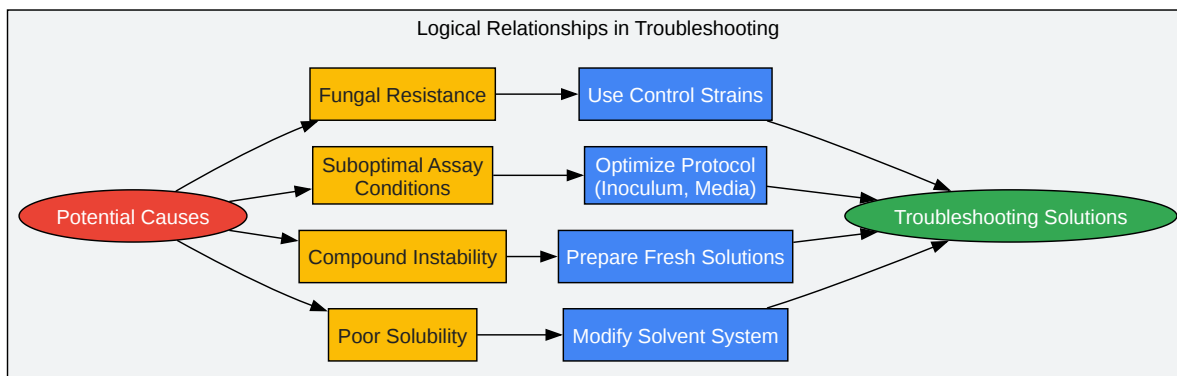 Logical Relationships in Troubleshooting
Fungal Resistance
Use Control Strains
Suboptimal Assay
Conditions
Optimize Protocol
(Inoculum, Media)
Potential Causes
Troubleshooting Solutions
Compound Instability
Prepare Fresh Solutions
Poor Solubility
Modify Solvent System